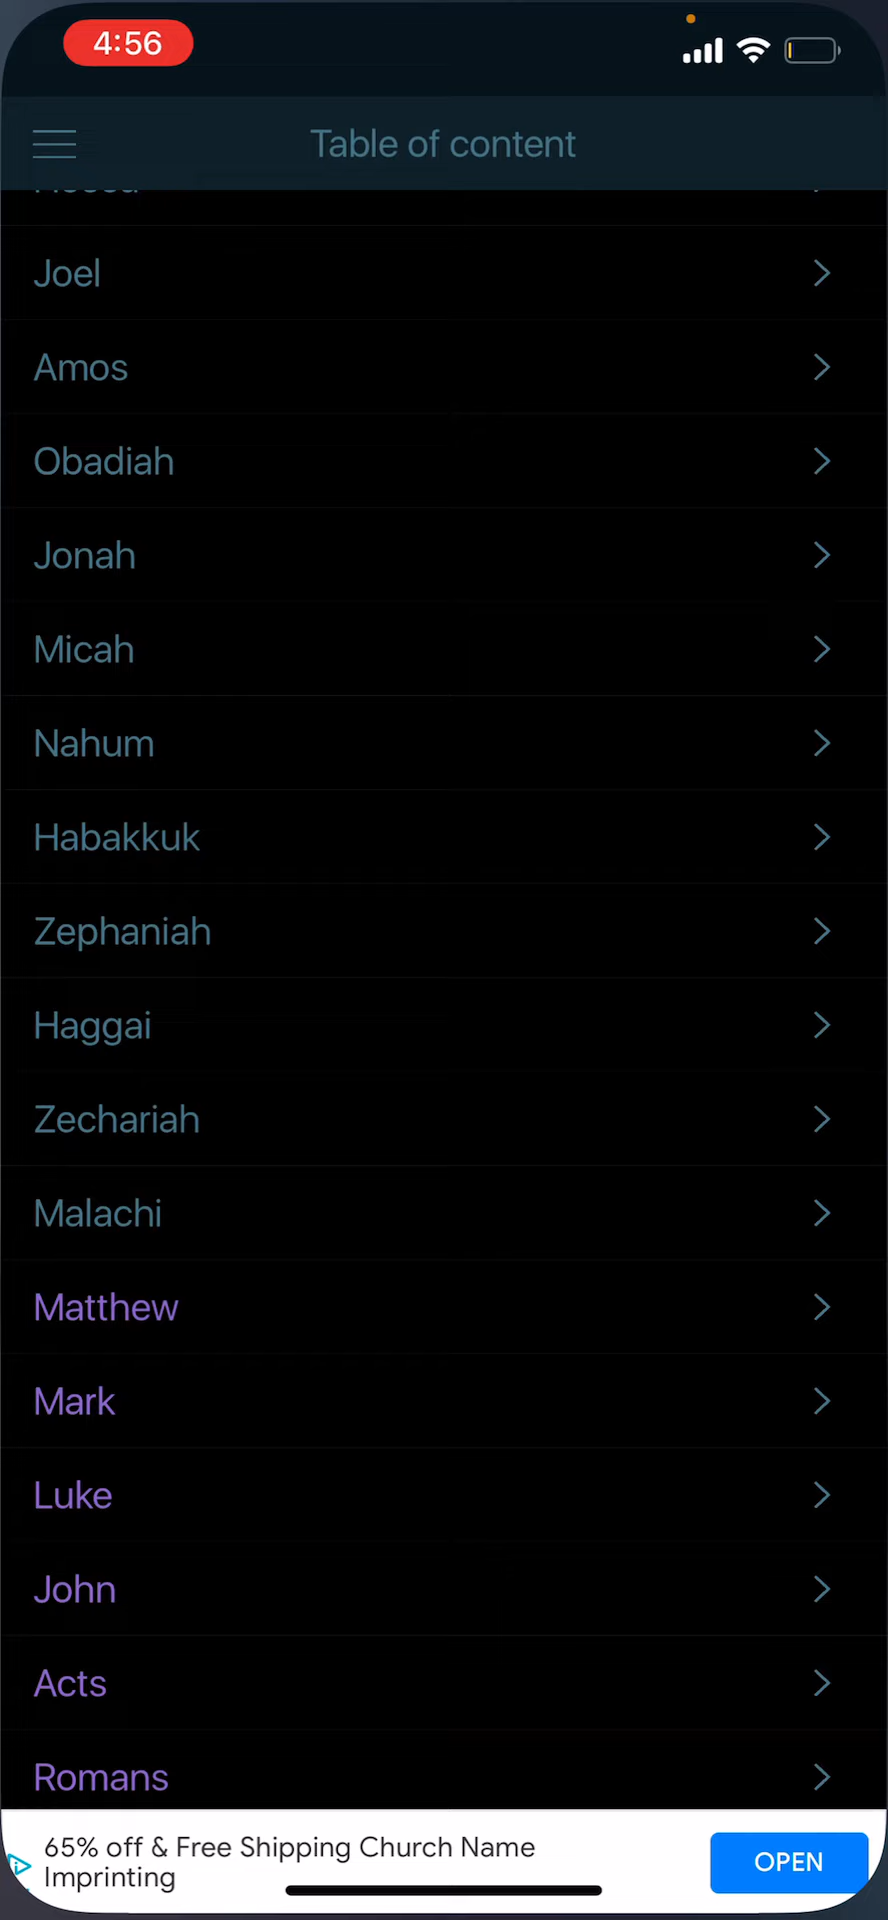 4:56
Table of content
Joel
Amos
Obadiah
Jonah
Micah
Nahum
Habakkuk
Zephaniah
Haggai
Zechariah
Malachi
Matthew
Mark
Luke
John
Acts
Romans
65% off & Free Shipping Church Name
Imprinting
OPEN